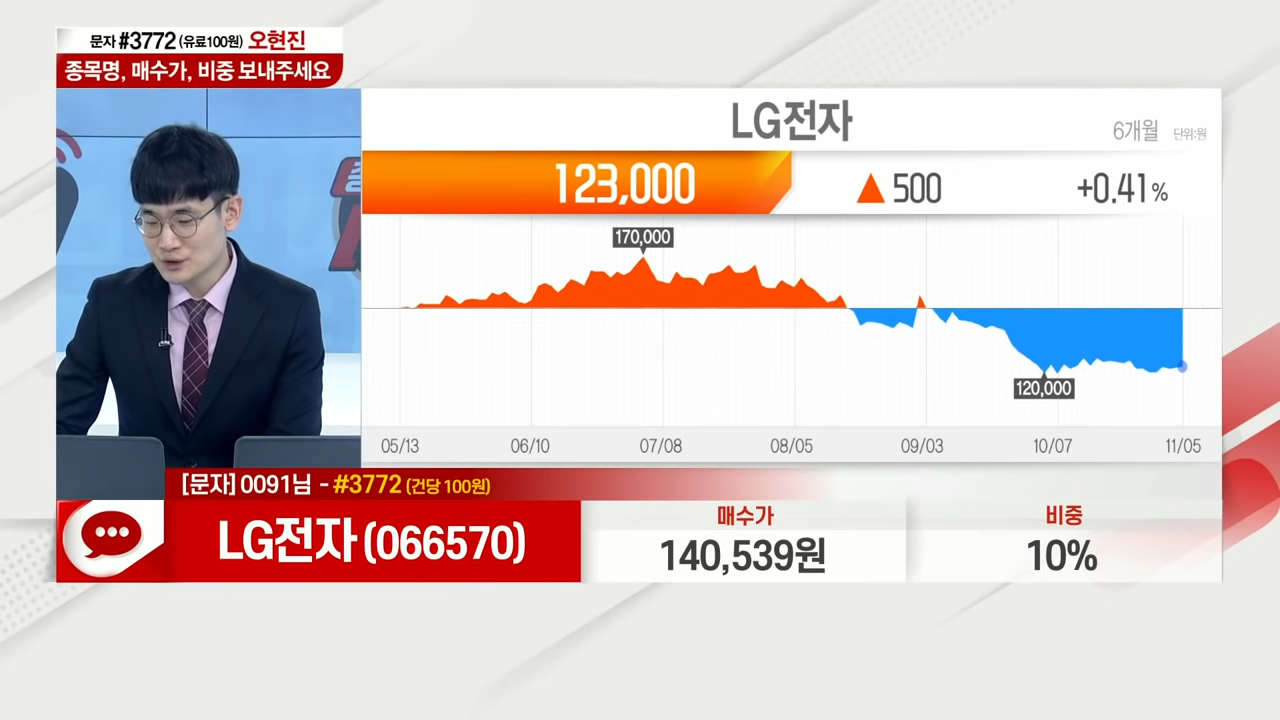 문자 #3772 (유료100원) 오현진
종목명, 매수가, 비중 보내주세요
LG전자
6개월 단위:원
123,000 ▲ 500 +0.41%
170,000
120,000
05/13 06/10 07/08 08/05 09/03 10/07 11/05
[문자] 0091님 - #3772 (건당 100원)
LG전자 (066570)
매수가
140,539원
비중
10%